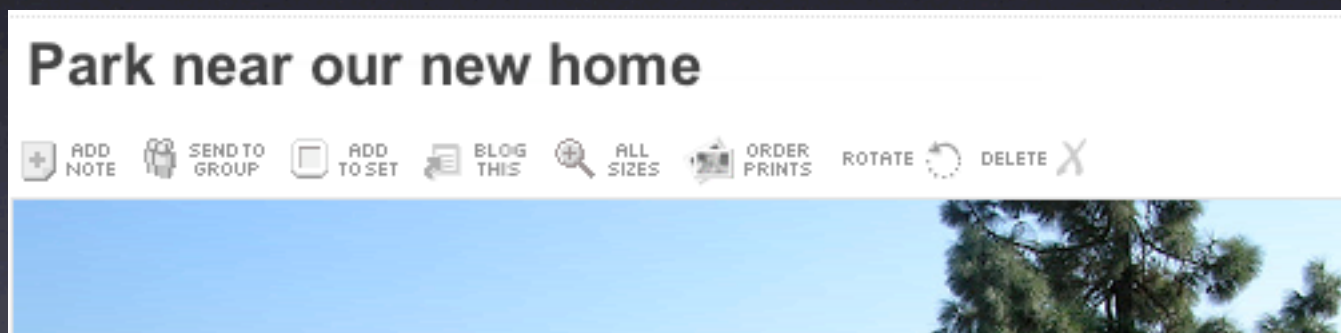 Park near our new home
ADD NOTE
SEND TO GROUP
ADD TO SET
BLOG THIS
ALL SIZES
ORDER PRINTS
ROTATE
DELETE